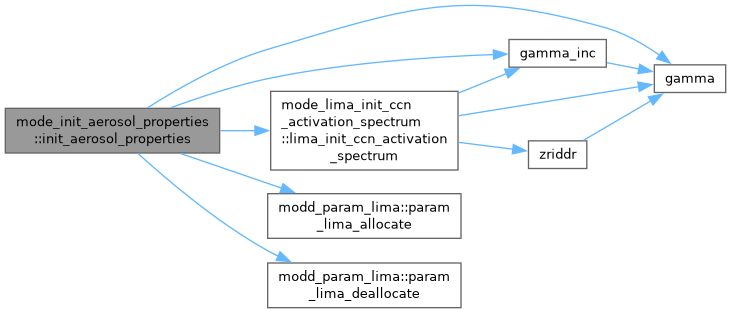 mode_init_aerosol_properties
::init_aerosol_properties
mode_lima_init_ccn
_activation_spectrum
::lima_init_ccn_activation
_spectrum
gamma_inc
gamma
zriddr
modd_param_lima::param
_lima_allocate
modd_param_lima::param
_lima_deallocate